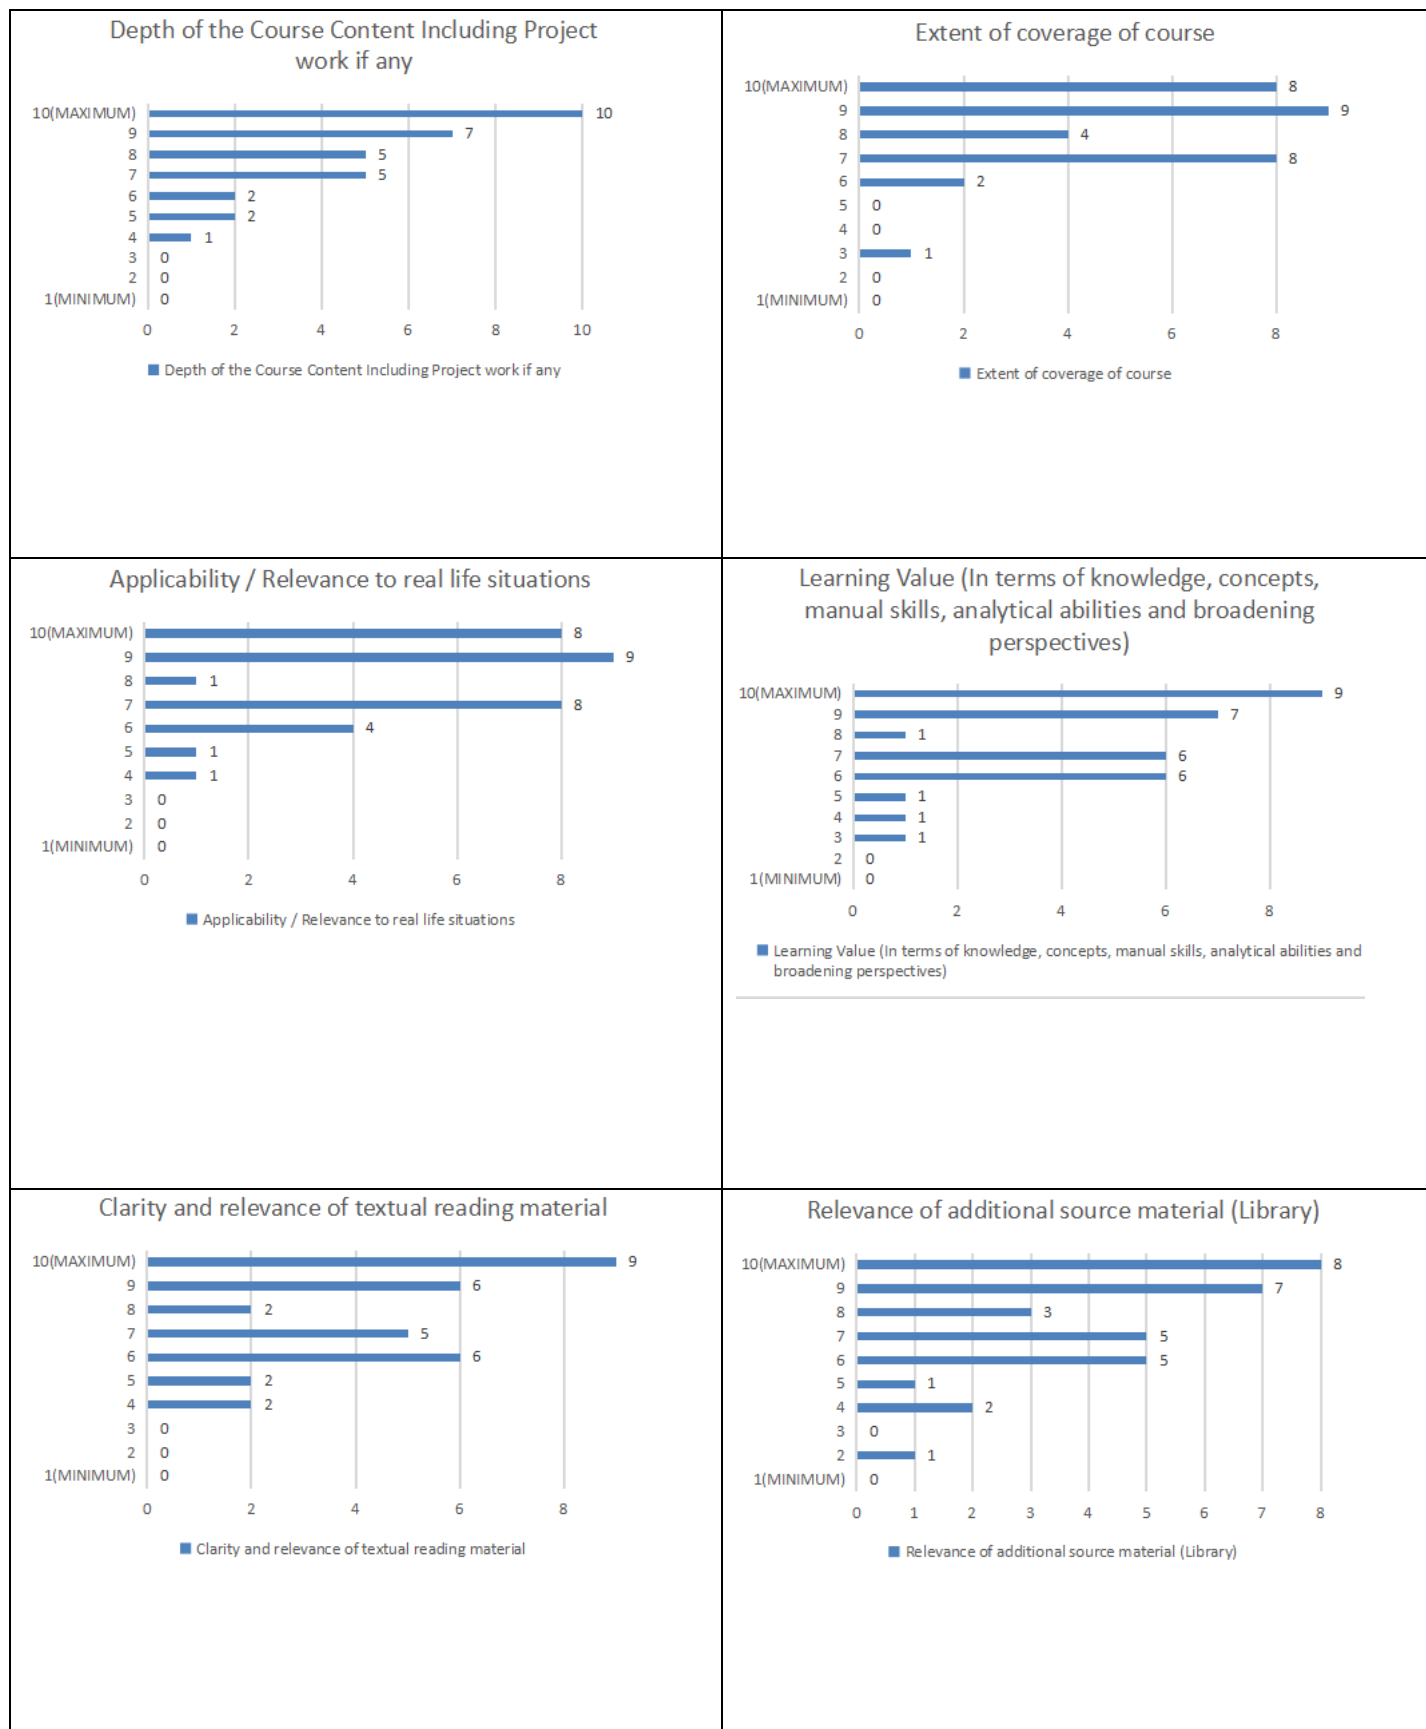 Depth of the Course Content Including Project
work if any
10(MAXIMUM) 10
9 7
8 5
7 5
6 2
5 2
4 1
3 0
2 0
1(MINIMUM) 0
0 2 4 6 8 10
Depth of the Course Content Including Project work if any
Extent of coverage of course
10(MAXIMUM) 8
9 9
8 4
7 8
6 2
5 0
4 0
3 1
2 0
1(MINIMUM) 0
0 2 4 6 8
Extent of coverage of course
Applicability / Relevance to real life situations
10(MAXIMUM) 8
9 9
8 1
7 8
6 4
5 1
4 1
3 0
2 0
1(MINIMUM) 0
0 2 4 6 8
Applicability / Relevance to real life situations
Learning Value (In terms of knowledge, concepts,
manual skills, analytical abilities and broadening
perspectives)
10(MAXIMUM) 9
9 7
8 1
7 6
6 6
5 1
4 1
3 1
2 0
1(MINIMUM) 0
0 2 4 6 8
Learning Value (In terms of knowledge, concepts, manual skills, analytical abilities and
broadening perspectives)
Clarity and relevance of textual reading material
10(MAXIMUM) 9
9 6
8 2
7 5
6 6
5 2
4 2
3 0
2 0
1(MINIMUM) 0
0 2 4 6 8
Clarity and relevance of textual reading material
Relevance of additional source material (Library)
10(MAXIMUM) 8
9 7
8 3
7 5
6 5
5 1
4 2
3 0
2 1
1(MINIMUM) 0
0 1 2 3 4 5 6 7 8
Relevance of additional source material (Library)